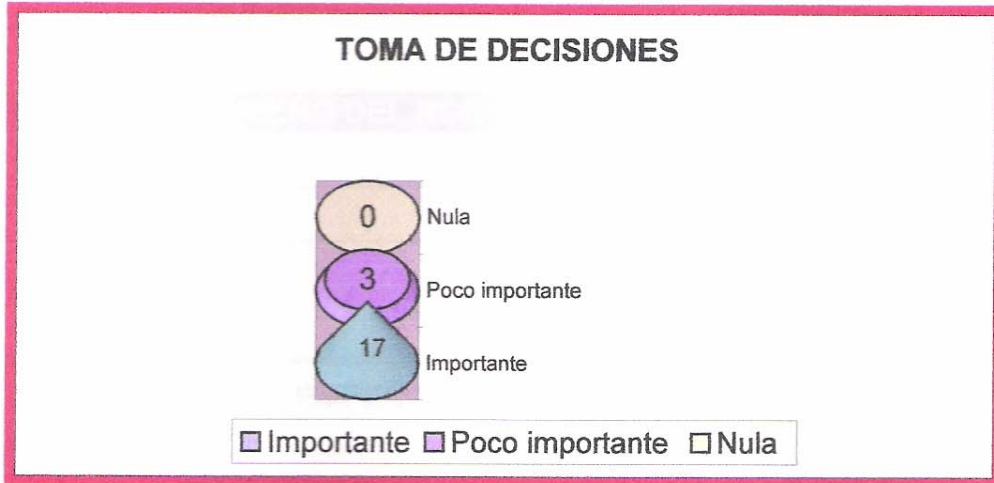 TOMA DE DECISIONES
0 Nula
3 Poco importante
17 Importante
Importante Poco importante Nula